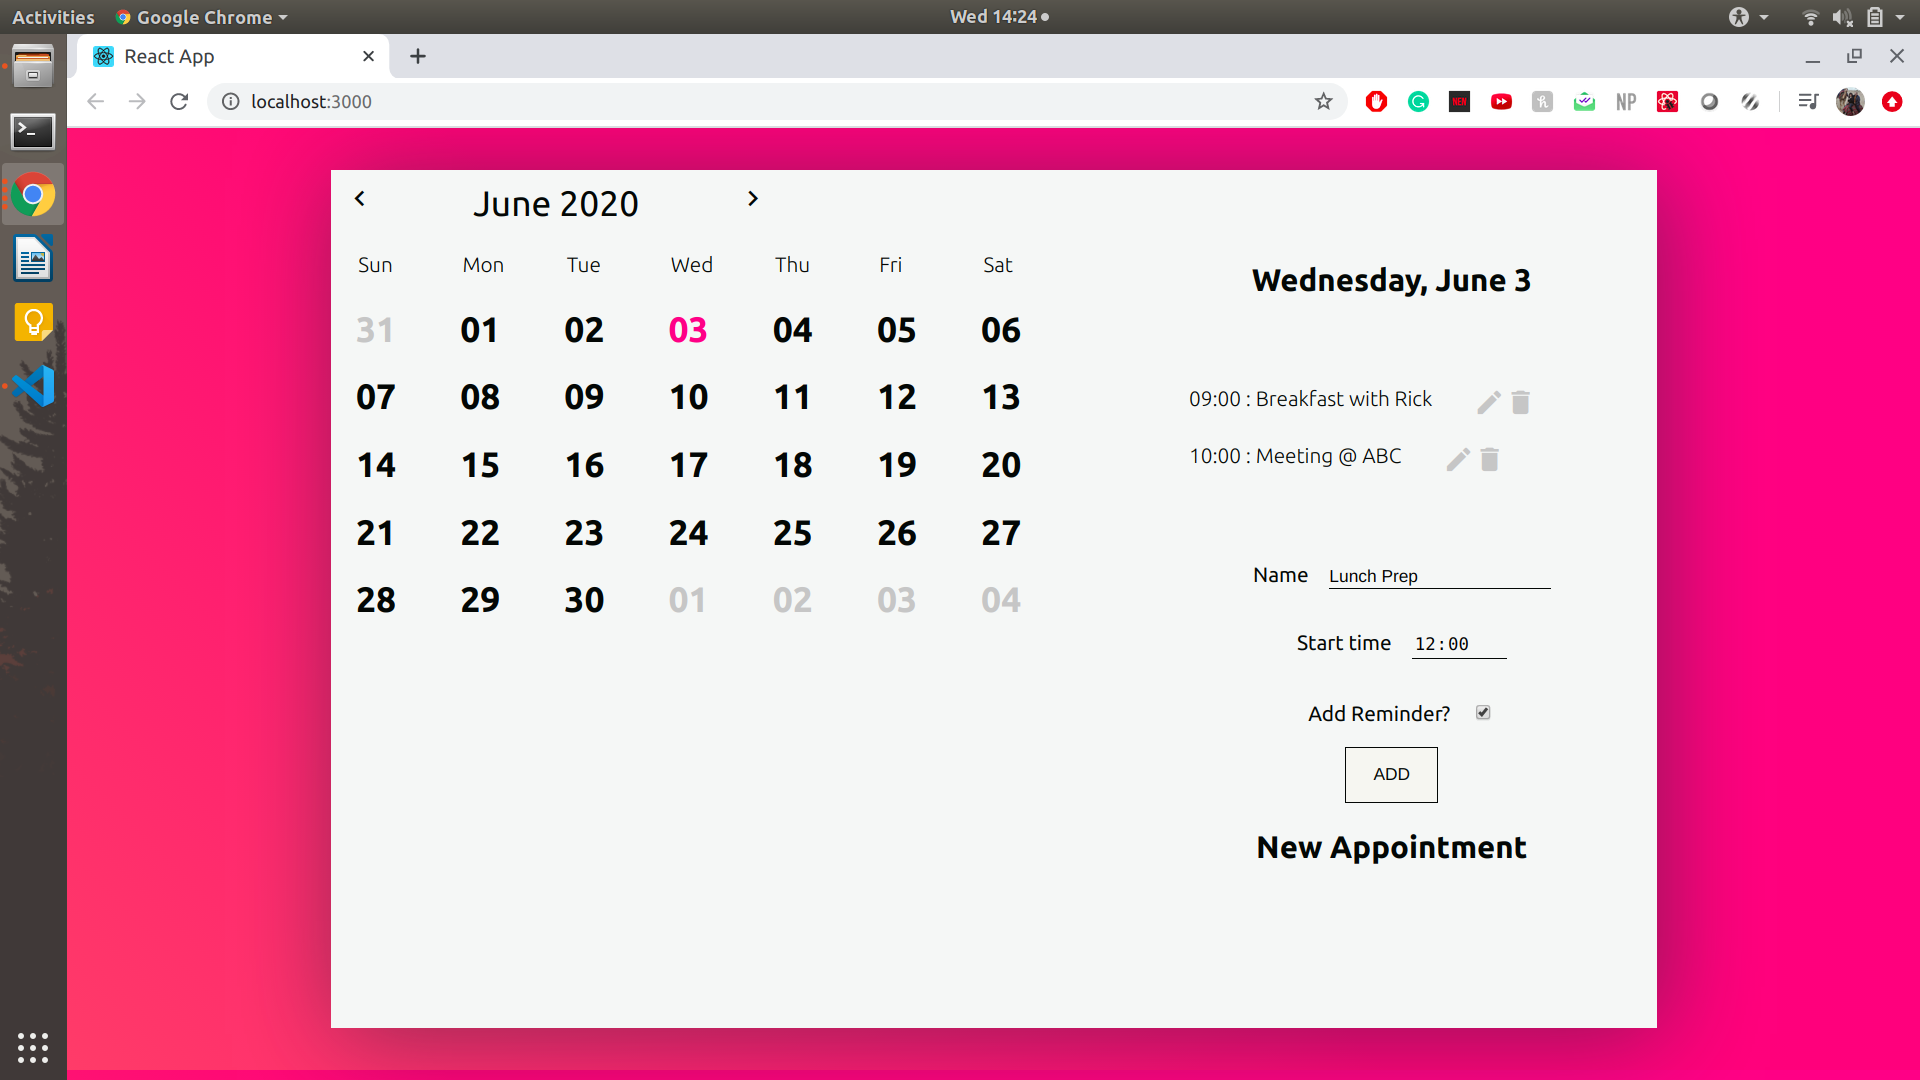 Activities Google Chrome Wed 14:24
React App
localhost:3000
NEW
NP
June 2020
Sun Mon Tue Wed Thu Fri Sat
31 01 02 03 04 05 06
07 08 09 10 11 12 13
14 15 16 17 18 19 20
21 22 23 24 25 26 27
28 29 30 01 02 03 04
Wednesday, June 3
09:00 : Breakfast with Rick
10:00 : Meeting @ ABC
Name Lunch Prep
Start time 12:00
Add Reminder?
ADD
New Appointment